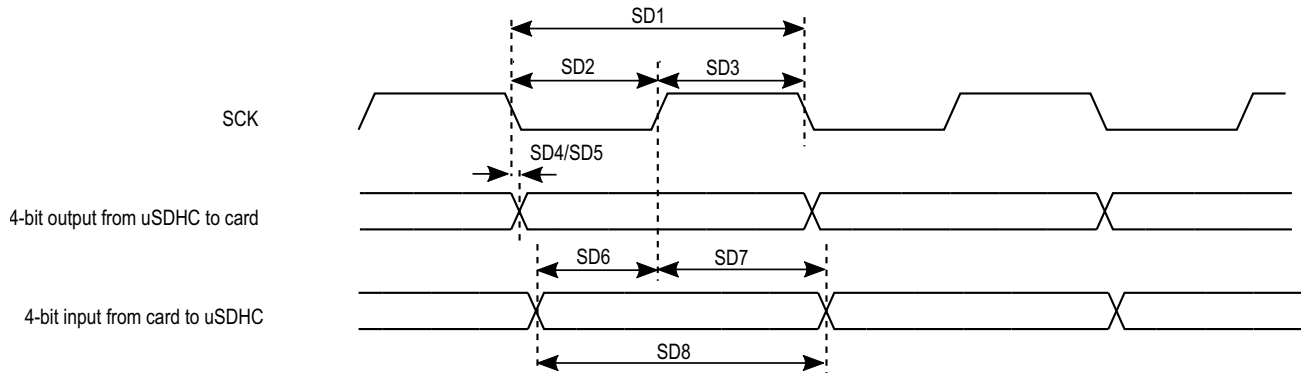 SD1
SD2
SD3
SCK
SD4/SD5
4-bit output from uSDHC to card
SD6
SD7
4-bit input from card to uSDHC
SD8